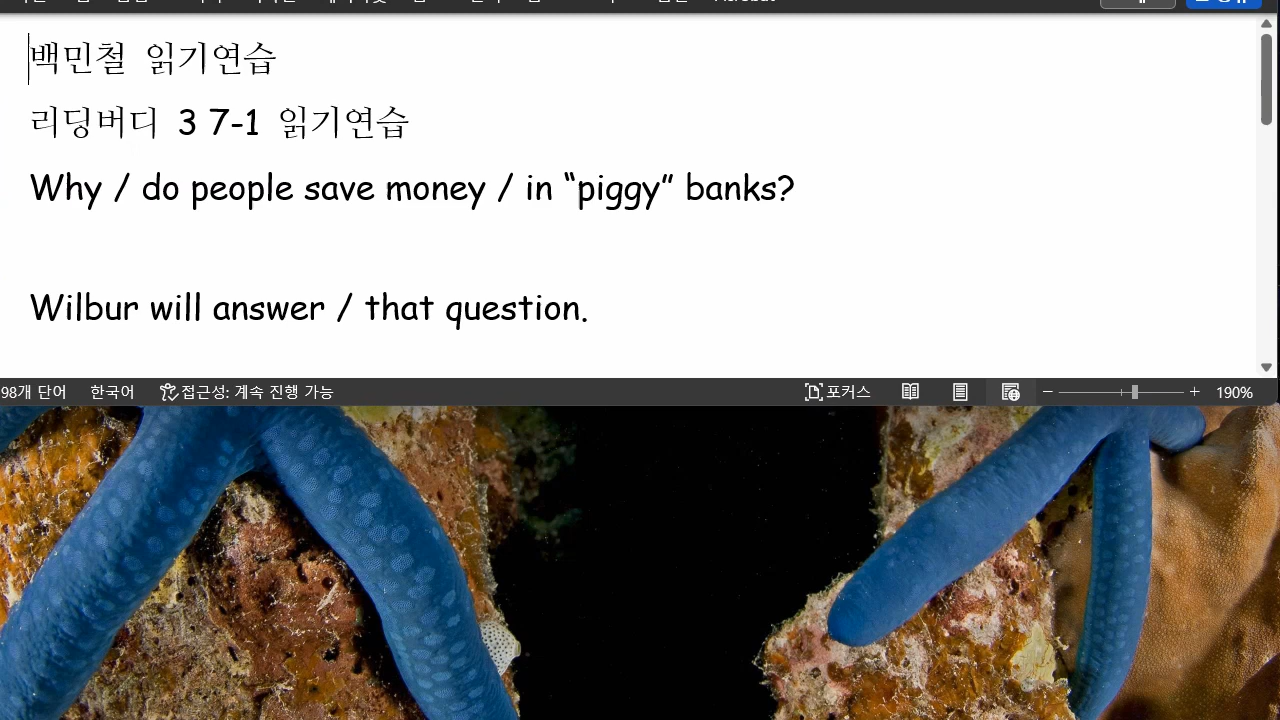 백민철 읽기연습
리딩버디 3 7-1 읽기연습
Why / do people save money / in “piggy” banks?
Wilbur will answer / that question.
98개 단어 한국어 접근성: 계속 진행 가능 포커스 190%